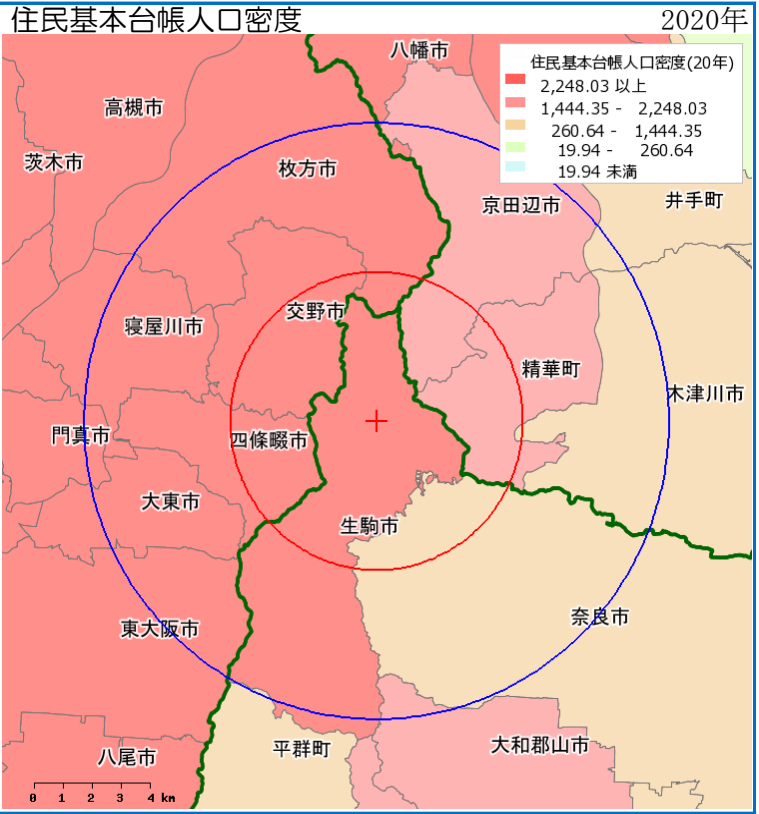 住民基本台帳人口密度 2020年
住民基本台帳人口密度(20年)
2,248.03 以上
1,444.35 - 2,248.03
260.64 - 1,444.35
19.94 - 260.64
19.94 未満
八幡市
高槻市
茨木市
枚方市
京田辺市
井手町
交野市
寝屋川市
精華町
木津川市
門真市
四條畷市
大東市
生駒市
奈良市
東大阪市
大和郡山市
平群町
八尾市
0 1 2 3 4 km